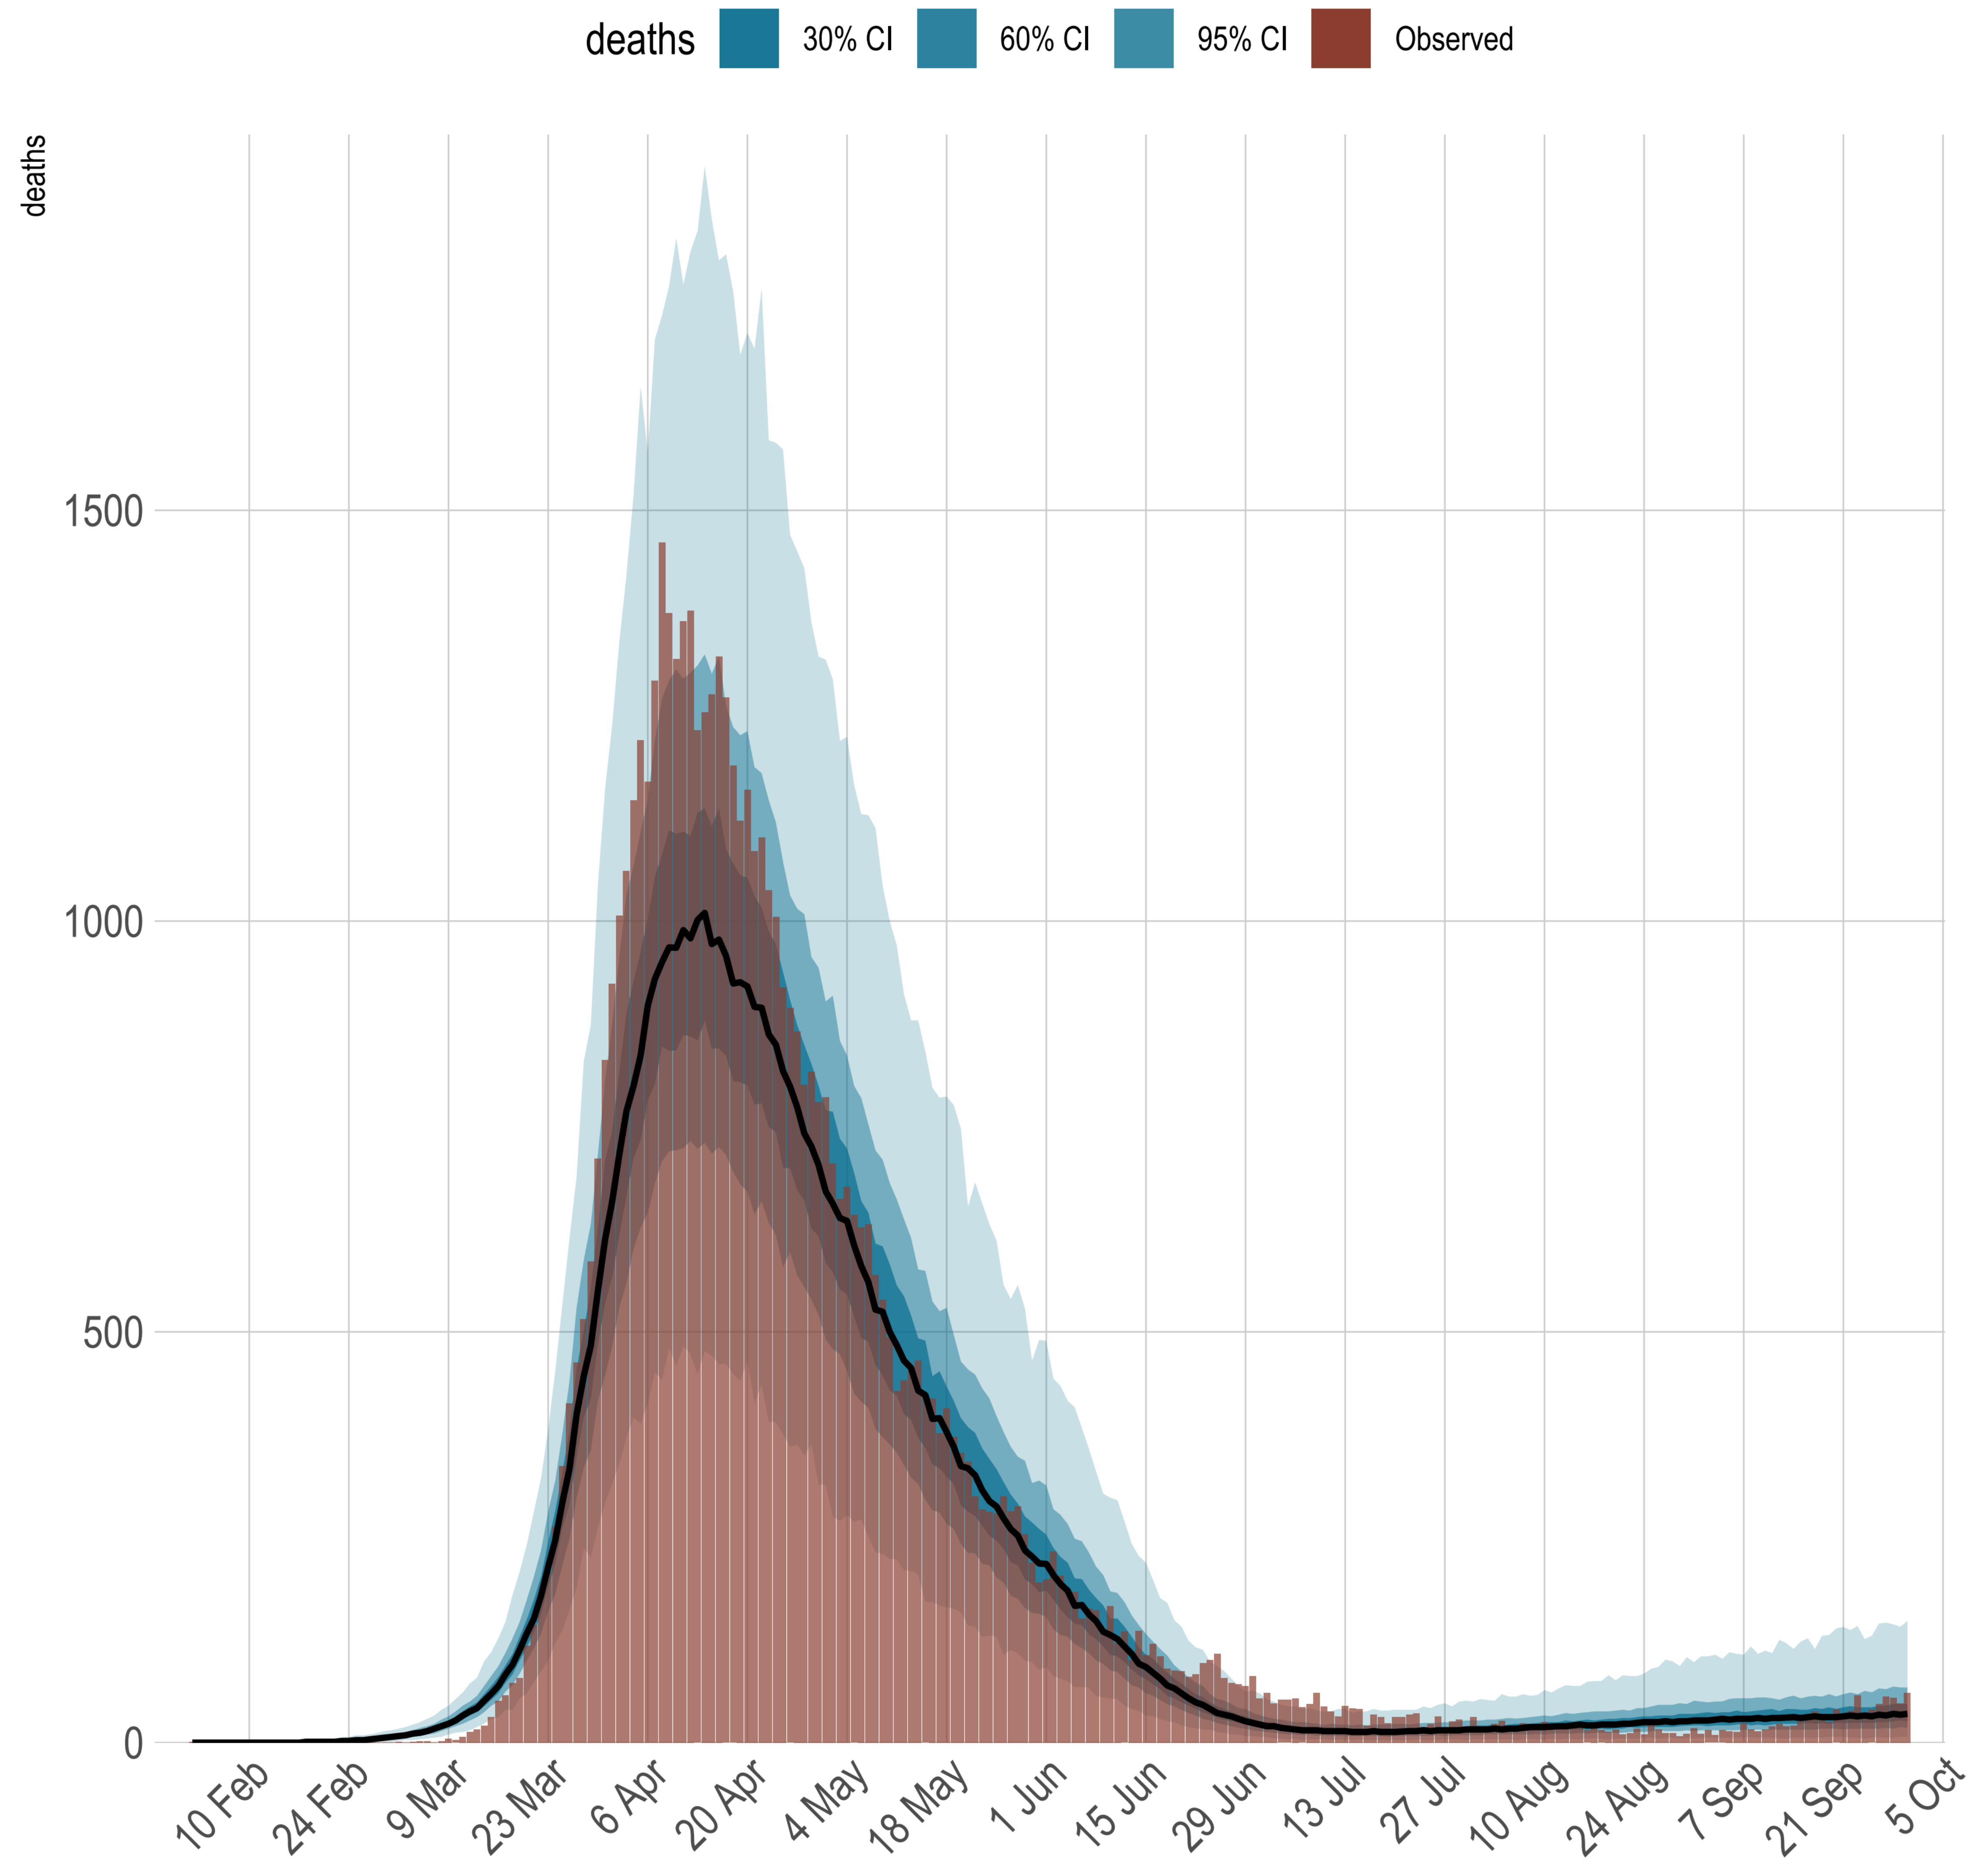 deaths 30% CI 60% CI 95% CI Observed
deaths
1500
1000
500
0
10 Feb 24 Feb 9 Mar 23 Mar 6 Apr 20 Apr 4 May 18 May 1 Jun 15 Jun 29 Jun 13 Jul 27 Jul 10 Aug 24 Aug 7 Sep 21 Sep 5 Oct